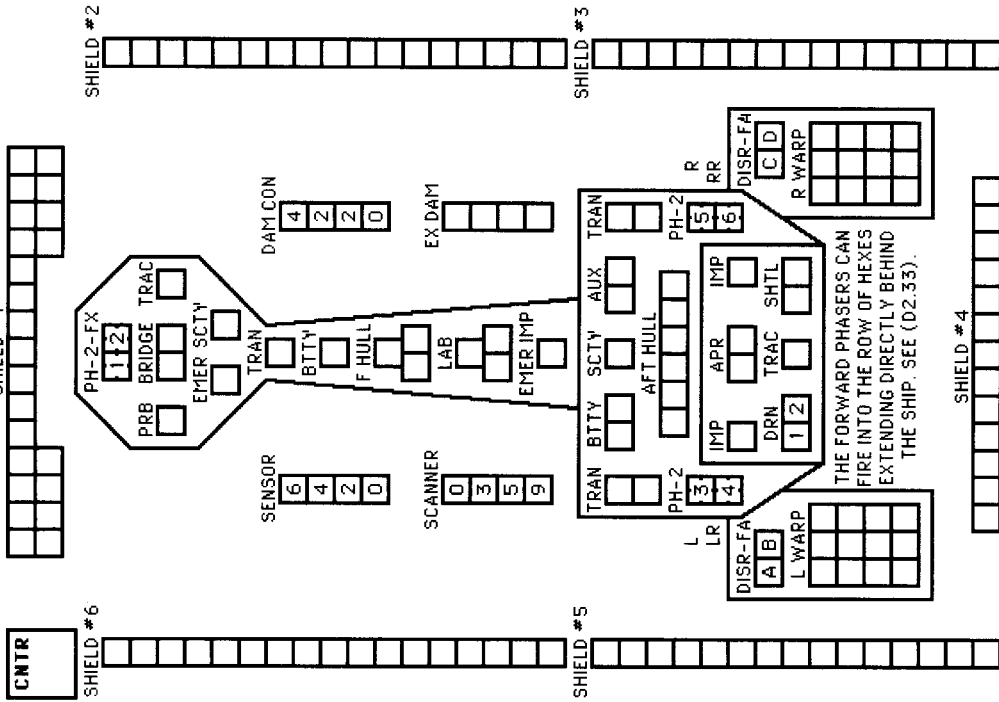 CNTR
SHIELD
SHIELD #6
SHIELD #2
PH-2-FX
1 2
BRIDGE
PRB
TRAC
EMER
SCTY
SENSOR
6
4
2
0
DAM CON
4
2
2
0
TRAN
BTTY
F HULL
LAB
EMER IMP
SCANNER
0
3
5
9
EX DAM
SHIELD #5
SHIELD #3
TRAN
BTTY
SCTY
AUX
TRAN
AFT HULL
PH-2
3
4
L
LR
PH-2
5
6
R
RR
IMP
APR
IMP
DRN
1 2
TRAC
SHTL
DISR-FA
A B
L WARP
DISR-FA
C D
R WARP
THE FORWARD PHASERS CAN
FIRE INTO THE ROW OF HEXES
EXTENDING DIRECTLY BEHIND
THE SHIP. SEE (D2.33).
SHIELD #4